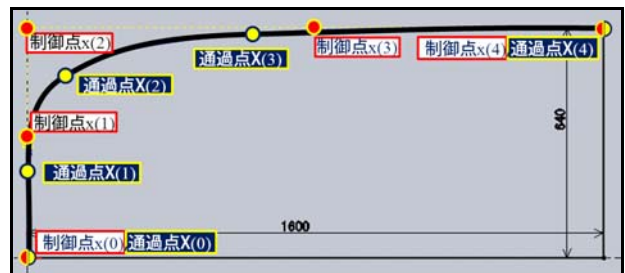 制御点x(2)
通過点X(3)
制御点x(3)
制御点x(4) 通過点X(4)
通過点X(2)
制御点x(1)
640
通過点X(1)
1600
制御点x(0) 通過点X(0)